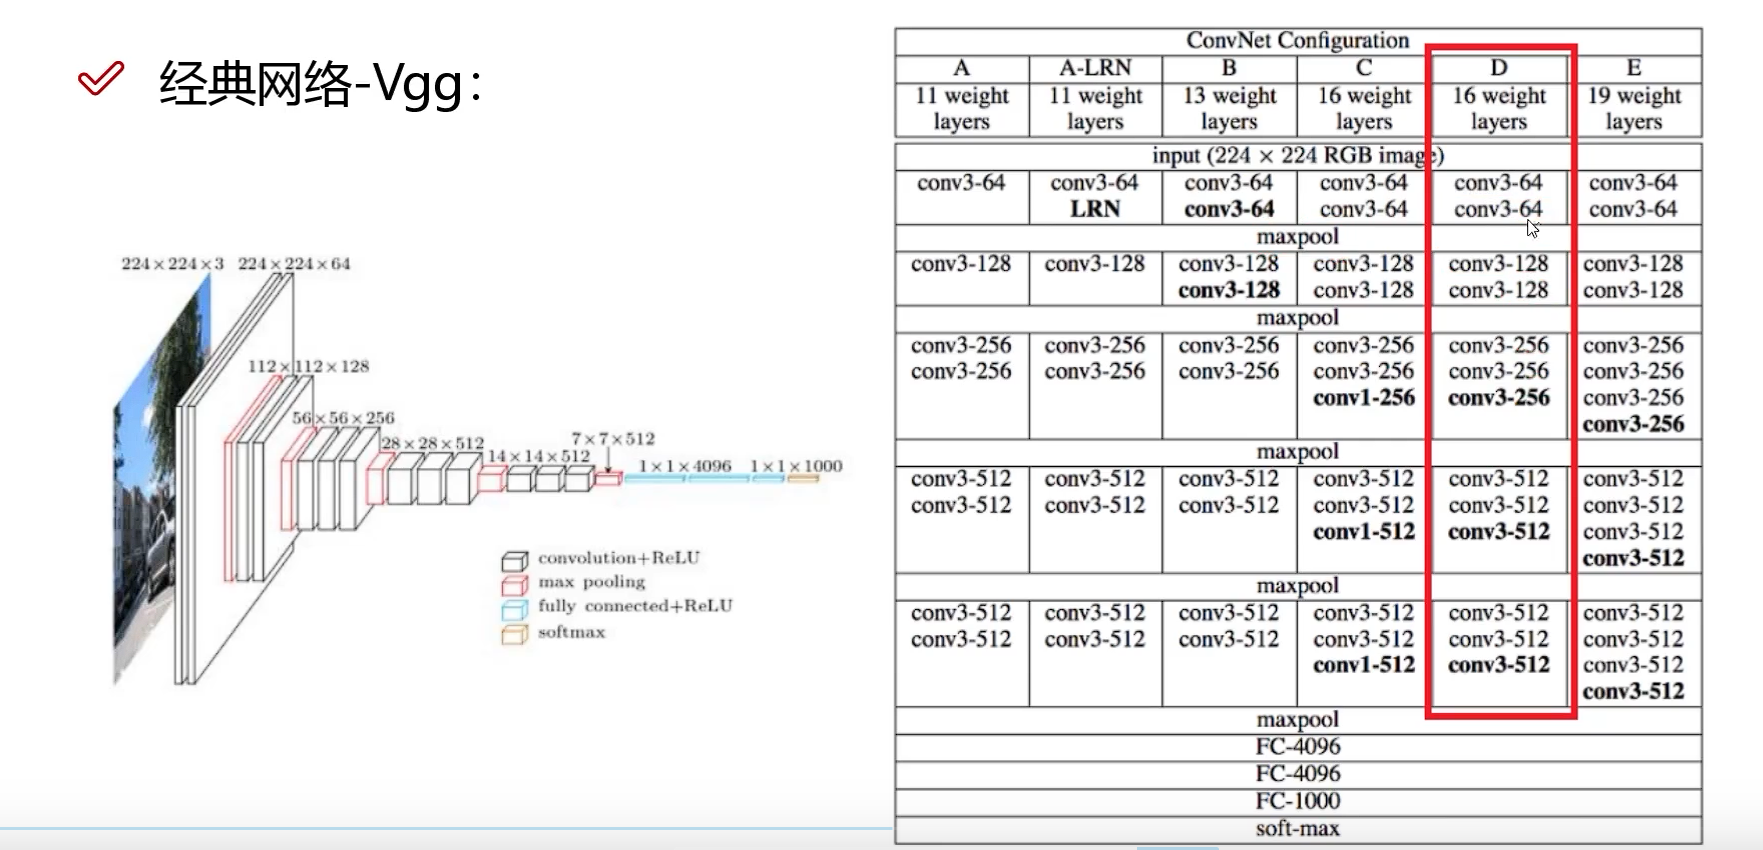 经典网络-Vgg：
224×224×3 224×224×64
112×112×128
56×56×256
28×28×512
14×14×512
7×7×512
1×1×4096 1×1×1000
convolution+ReLU
max pooling
fully connected+ReLU
softmax
ConvNet Configuration
A A-LRN B C D E
11 weight 11 weight 13 weight 16 weight 16 weight 19 weight
layers layers layers layers layers layers
input (224 × 224 RGB image)
conv3-64 conv3-64 conv3-64 conv3-64 conv3-64 conv3-64
LRN conv3-64 conv3-64 conv3-64 conv3-64
maxpool
conv3-128 conv3-128 conv3-128 conv3-128 conv3-128 conv3-128
conv3-128 conv3-128 conv3-128 conv3-128
maxpool
conv3-256 conv3-256 conv3-256 conv3-256 conv3-256 conv3-256
conv3-256 conv3-256 conv3-256 conv3-256 conv3-256 conv3-256
conv1-256 conv3-256 conv3-256
conv3-256
maxpool
conv3-512 conv3-512 conv3-512 conv3-512 conv3-512 conv3-512
conv3-512 conv3-512 conv3-512 conv3-512 conv3-512 conv3-512
conv1-512 conv3-512 conv3-512
conv3-512
maxpool
conv3-512 conv3-512 conv3-512 conv3-512 conv3-512 conv3-512
conv3-512 conv3-512 conv3-512 conv3-512 conv3-512 conv3-512
conv1-512 conv3-512 conv3-512
conv3-512
maxpool
FC-4096
FC-4096
FC-1000
soft-max